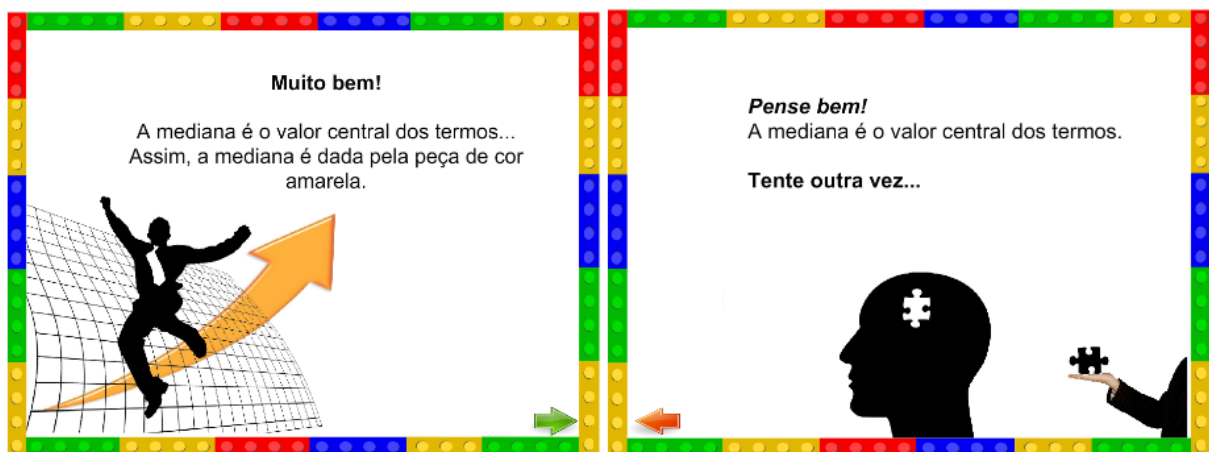 Muito bem!
A mediana é o valor central dos termos...
Assim, a mediana é dada pela peça de cor
amarela.
Pense bem!
A mediana é o valor central dos termos.
Tente outra vez...